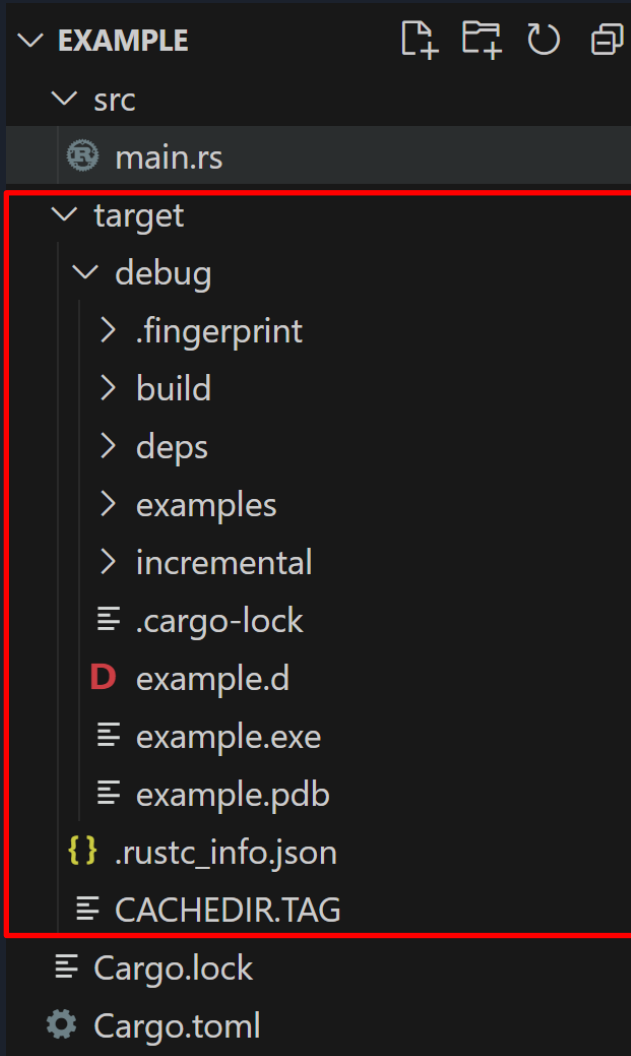 EXAMPLE
src
main.rs
target
debug
.fingerprint
build
deps
examples
incremental
.cargo-lock
D example.d
example.exe
example.pdb
{} .rustc_info.json
CACHEDIR.TAG
Cargo.lock
Cargo.toml